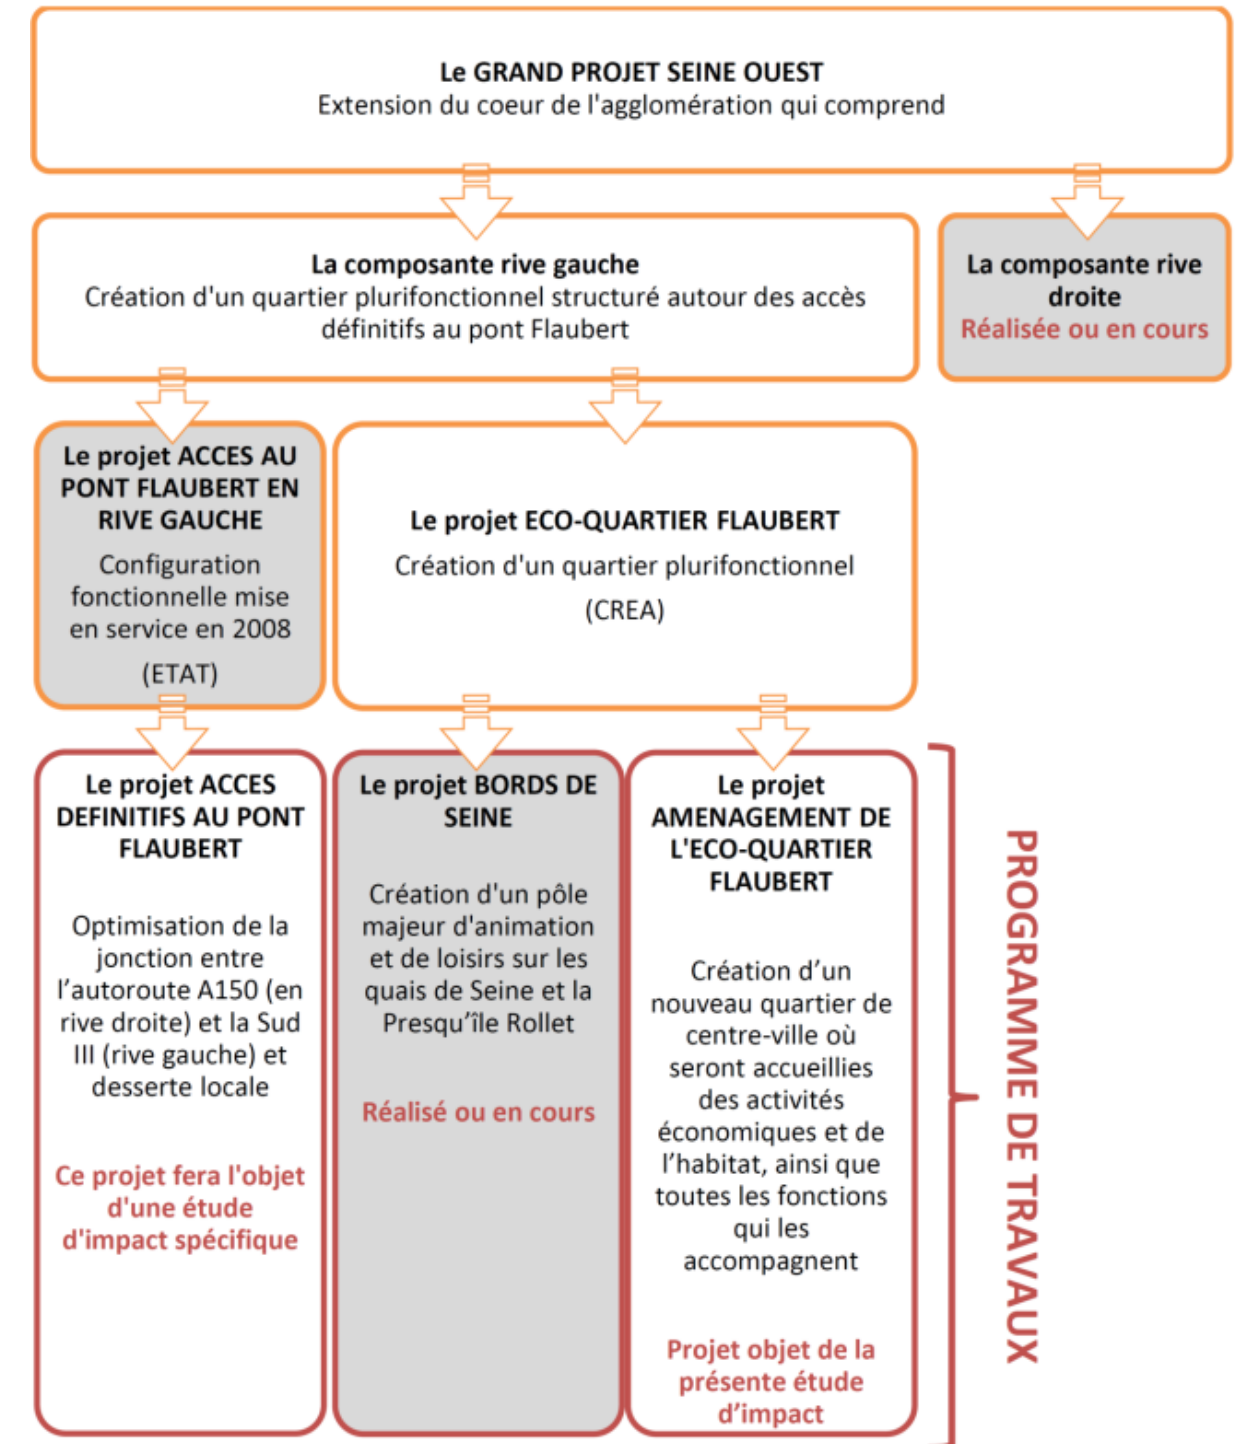 Le GRAND PROJET SEINE OUEST
Extension du coeur de l'agglomération qui comprend
La composante rive gauche
Création d'un quartier plurifonctionnel structuré autour des accès
définitifs au pont Flaubert
La composante rive
droite
Réalisée ou en cours
Le projet ACCES AU
PONT FLAUBERT EN
RIVE GAUCHE
Configuration
fonctionnelle mise
en service en 2008
(ETAT)
Le projet ECO-QUARTIER FLAUBERT
Création d'un quartier plurifonctionnel
(CREA)
Le projet ACCES
DEFINITIFS AU PONT
FLAUBERT
Optimisation de la
jonction entre
l’autoroute A150 (en
rive droite) et la Sud
III (rive gauche) et
desserte locale
Ce projet fera l'objet
d'une étude
d'impact spécifique
Le projet BORDS DE
SEINE
Création d'un pôle
majeur d'animation
et de loisirs sur les
quais de Seine et la
Presqu’île Rollet
Réalisé ou en cours
Le projet
AMENAGEMENT DE
L'ECO-QUARTIER
FLAUBERT
Création d’un
nouveau quartier de
centre-ville où
seront accueillies
des activités
économiques et de
l’habitat, ainsi que
toutes les fonctions
qui les
accompagnent
Projet objet de la
présente étude
d’impact
PROGRAMME DE TRAVAUX